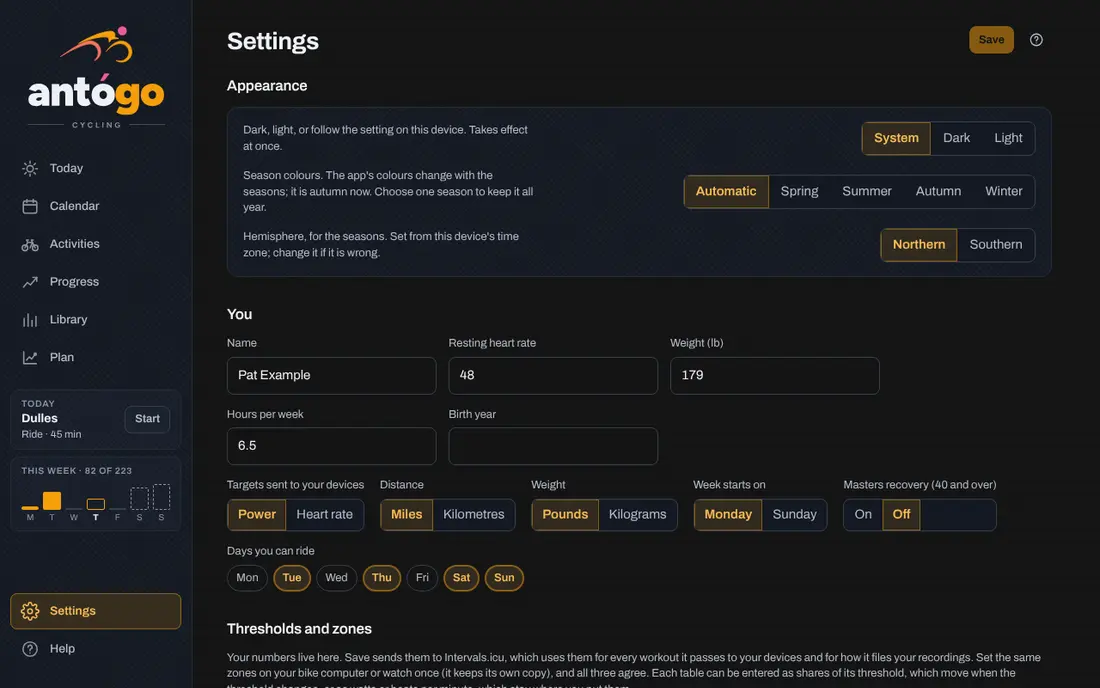 antógo
CYCLING
Today
Calendar
Activities
Progress
Library
Plan
TODAY
Dulles
Ride · 45 min
Start
THIS WEEK · 82 OF 223
M T W T F S S
Settings
Help
Settings
Save
Appearance
Dark, light, or follow the setting on this device. Takes effect
at once.
System Dark Light
Season colours. The app's colours change with the
seasons; it is autumn now. Choose one season to keep it all
year.
Automatic Spring Summer Autumn Winter
Hemisphere, for the seasons. Set from this device's time
zone; change it if it is wrong.
Northern Southern
You
Name Resting heart rate Weight (lb)
Pat Example 48 179
Hours per week Birth year
6.5
Targets sent to your devices Distance Weight Week starts on Masters recovery (40 and over)
Power Heart rate Miles Kilometres Pounds Kilograms Monday Sunday On Off
Days you can ride
Mon Tue Wed Thu Fri Sat Sun
Thresholds and zones
Your numbers live here. Save sends them to Intervals.icu, which uses them for every workout it passes to your devices and for how it files your recordings. Set the same
zones on your bike computer or watch once (it keeps its own copy), and all three agree. Each table can be entered as shares of its threshold, which move when the